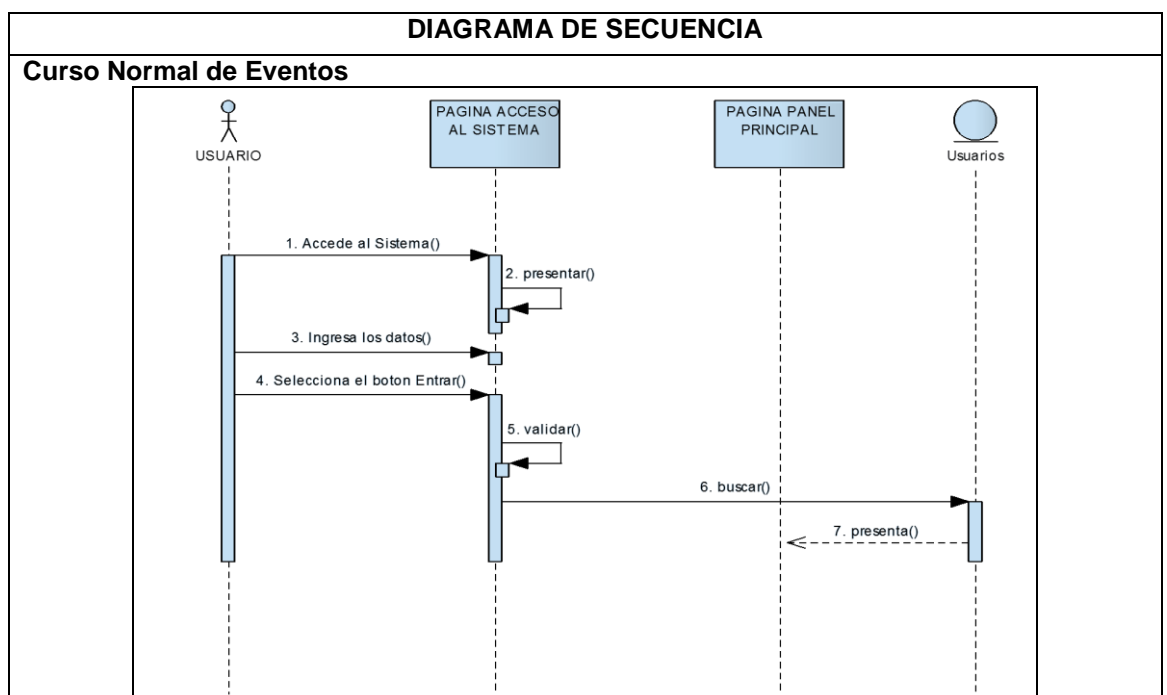 DIAGRAMA DE SECUENCIA
Curso Normal de Eventos
USUARIO
PAGINA ACCESO
AL SISTEMA
PAGINA PANEL
PRINCIPAL
Usuarios
1. Accede al Sistema()
2. presentar()
3. Ingresa los datos()
4. Selecciona el boton Entrar()
5. validar()
6. buscar()
7. presenta()